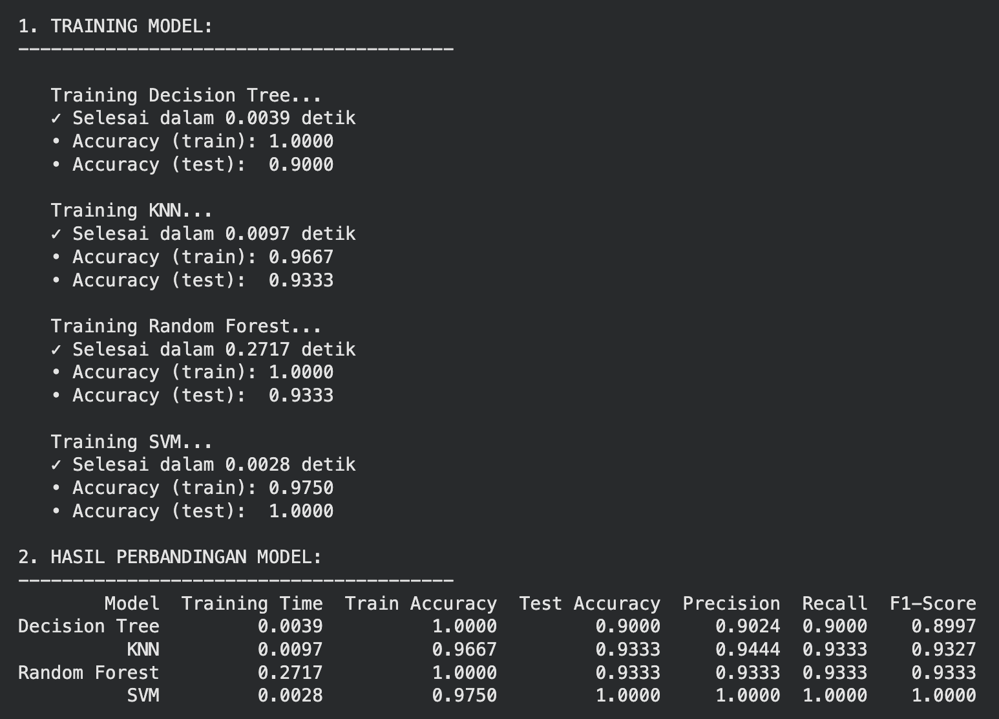 1. TRAINING MODEL:
----------------------------------------
Training Decision Tree...
✓ Selesai dalam 0.0039 detik
• Accuracy (train): 1.0000
• Accuracy (test):  0.9000
Training KNN...
✓ Selesai dalam 0.0097 detik
• Accuracy (train): 0.9667
• Accuracy (test):  0.9333
Training Random Forest...
✓ Selesai dalam 0.2717 detik
• Accuracy (train): 1.0000
• Accuracy (test):  0.9333
Training SVM...
✓ Selesai dalam 0.0028 detik
• Accuracy (train): 0.9750
• Accuracy (test):  1.0000
2. HASIL PERBANDINGAN MODEL:
----------------------------------------
Model  Training Time  Train Accuracy  Test Accuracy  Precision  Recall  F1-Score
Decision Tree  0.0039  1.0000  0.9000  0.9024  0.9000  0.8997
KNN  0.0097  0.9667  0.9333  0.9444  0.9333  0.9327
Random Forest  0.2717  1.0000  0.9333  0.9333  0.9333  0.9333
SVM  0.0028  0.9750  1.0000  1.0000  1.0000  1.0000